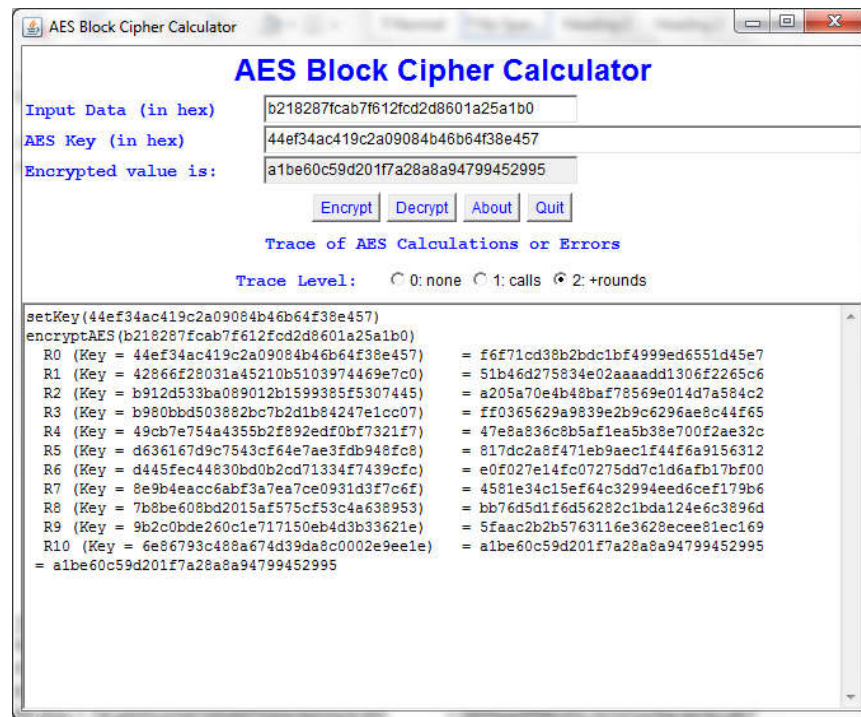 AES Block Cipher Calculator
AES Block Cipher Calculator
Input Data (in hex) b218287fcab7f612fcd2d8601a25a1b0
AES Key (in hex) 44ef34ac419c2a09084b46b64f38e457
Encrypted value is: a1be60c59d201f7a28a8a94799452995
Encrypt Decrypt About Quit
Trace of AES Calculations or Errors
Trace Level: 0: none 1: calls 2: +rounds
setKey(44ef34ac419c2a09084b46b64f38e457)
encryptAES(b218287fcab7f612fcd2d8601a25a1b0)
R0 (Key = 44ef34ac419c2a09084b46b64f38e457) = f6f71cd38b2bdc1bf4999ed6551d45e7
R1 (Key = 42866f28031a45210b5103974469e7c0) = 51b46d275834e02aaaadd1306f2265c6
R2 (Key = b912d533ba089012b1599385f5307445) = a205a70e4b48baf78569e014d7a584c2
R3 (Key = b980bbd503882bc7b2d1b84247e1cc07) = ff0365629a9839e2b9c6296ae8c44f65
R4 (Key = 49cb7e754a4355b2f892edf0bf7321f7) = 47e8a836c8b5af1ea5b38e700f2ae32c
R5 (Key = d636167d9c7543cf64e7ae3fdb948fc8) = 817dc2a8f471eb9aec1f44f6a9156312
R6 (Key = d445fec44830bd0b2cd71334f7439cfc) = e0f027e14fc07275dd7c1d6afb17bf00
R7 (Key = 8e9b4eacc6abf3a7ea7ce0931d3f7c6f) = 4581e34c15ef64c32994eed6cef179b6
R8 (Key = 7b8be608bd2015af575cf53c4a638953) = bb76d5d1f6d56282c1bda124e6c3896d
R9 (Key = 9b2c0bde260c1e717150eb4d3b33621e) = 5faac2b2b5763116e3628ecee81ec169
R10 (Key = 6e86793c488a674d39da8c0002e9ee1e) = a1be60c59d201f7a28a8a94799452995
= a1be60c59d201f7a28a8a94799452995